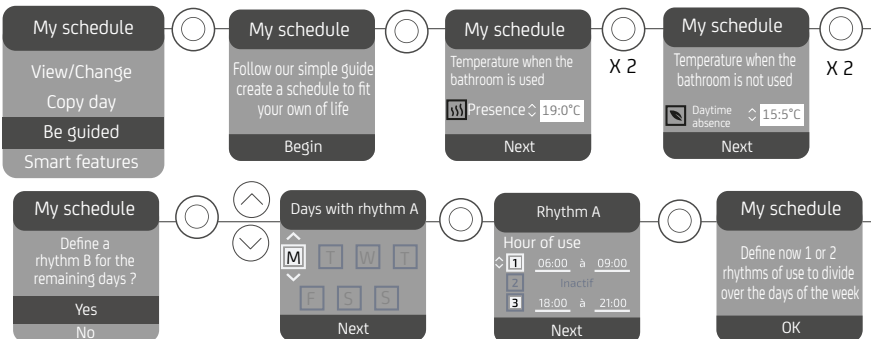 My schedule
View/Change
Copy day
Be guided
Smart features
My schedule
Follow our simple guide
create a schedule to fit
your own of life
Begin
My schedule
Temperature when the
bathroom is used
Presence 19:0°C
Next
X 2
My schedule
Temperature when the
bathroom is not used
Daytime
absence
15:5°C
Next
X 2
My schedule
Define a
rhythm B for the
remaining days ?
Yes
No
Days with rhythm A
M T W T
F S S
Next
Rhythm A
Hour of use
1 06:00 à 09:00
2 Inactif
3 18:00 à 21:00
Next
My schedule
Define now 1 or 2
rhythms of use to divide
over the days of the week
OK